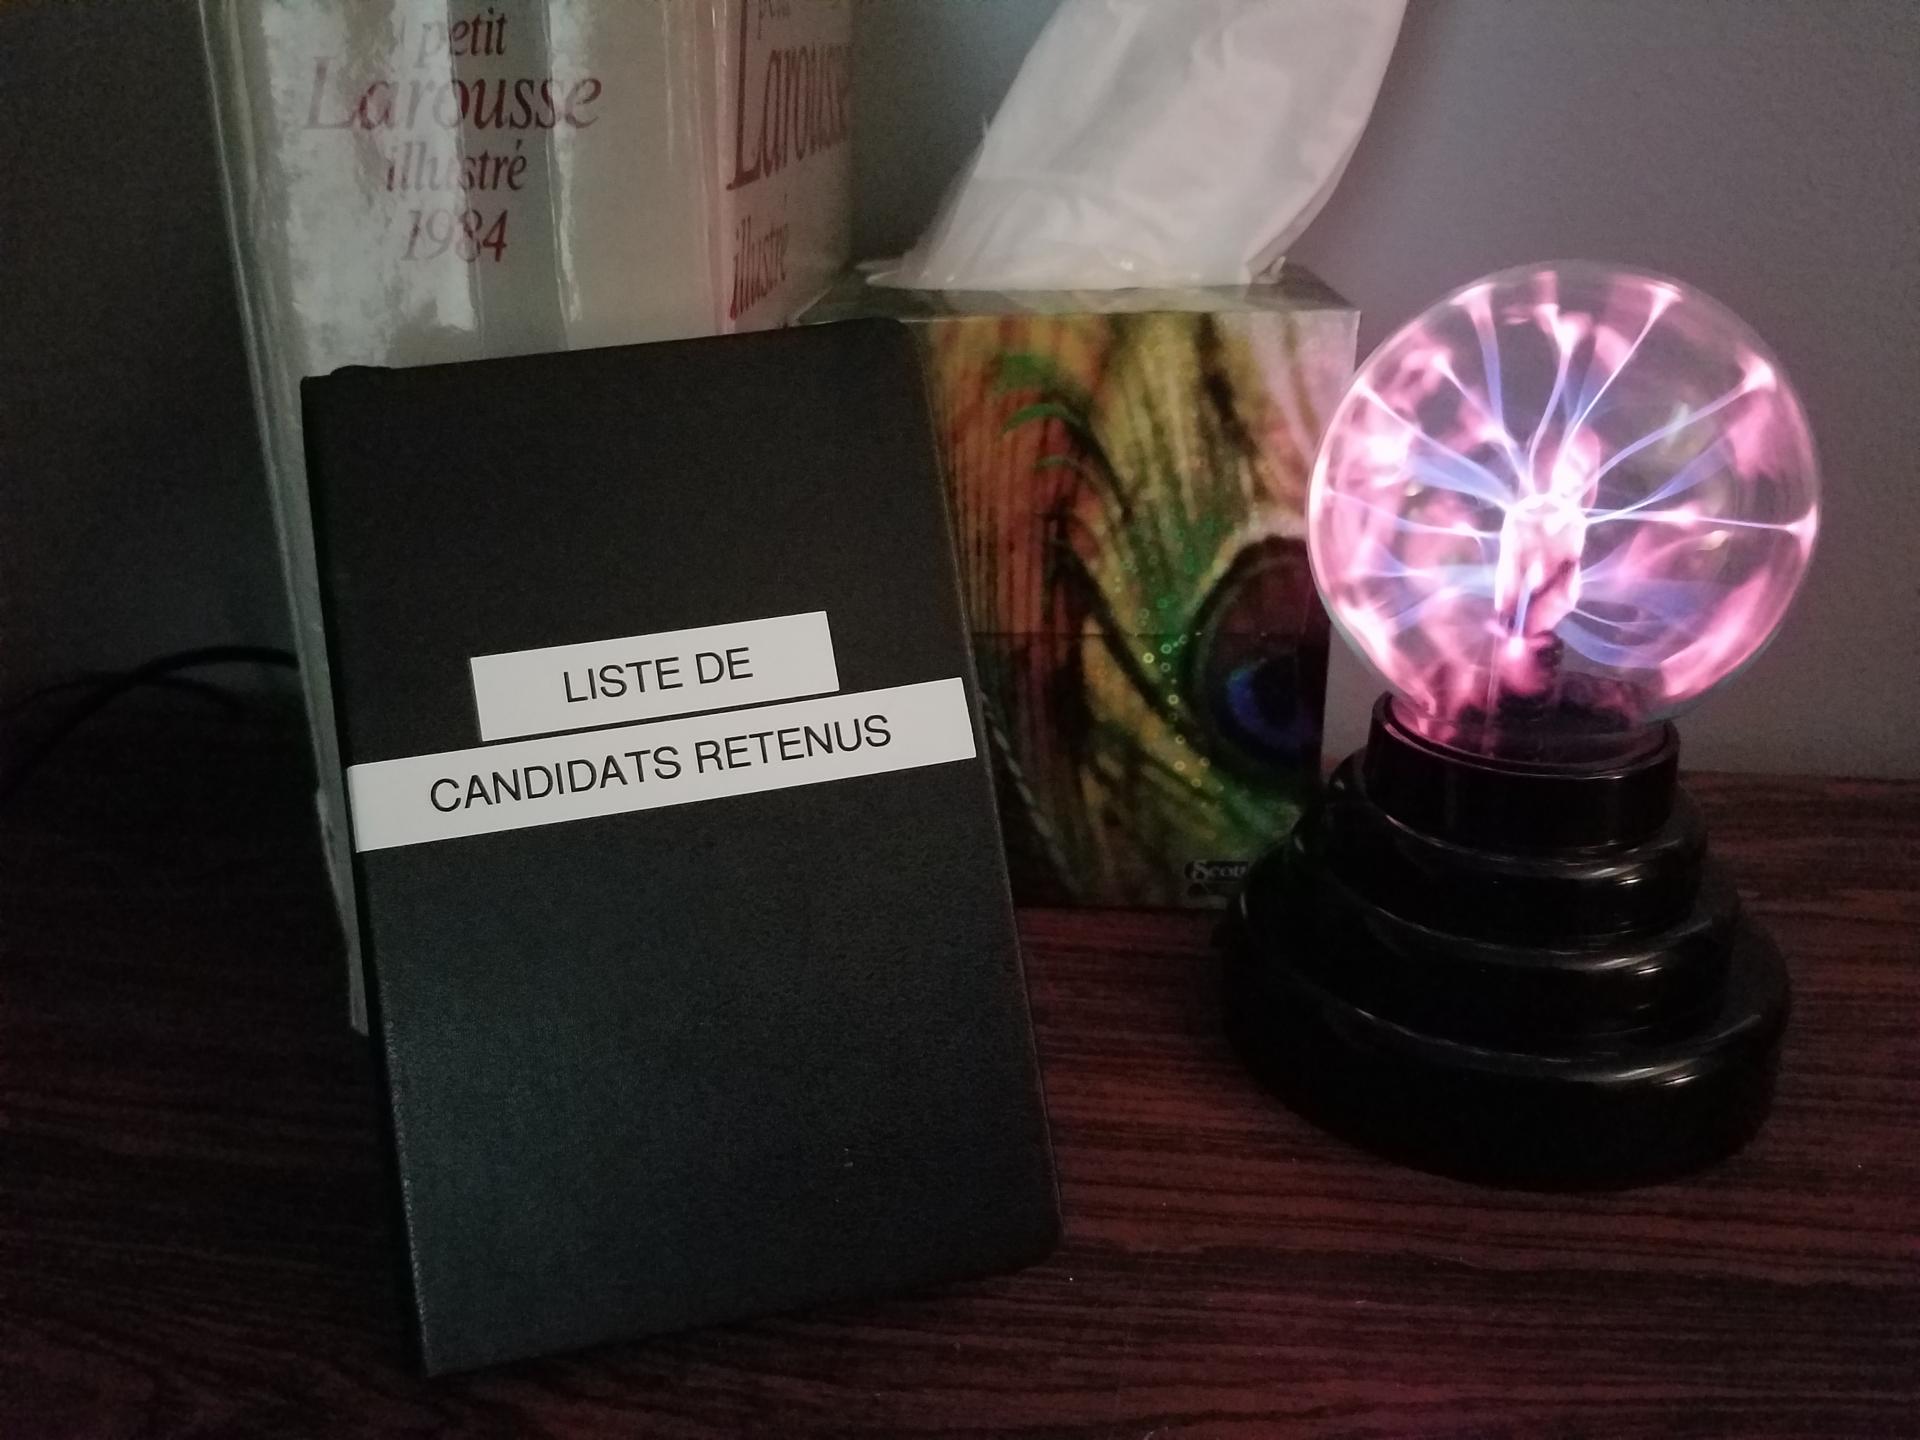 petit
Larousse
illustré
1984
Larousse
illustré
LISTE DE
CANDIDATS RETENUS